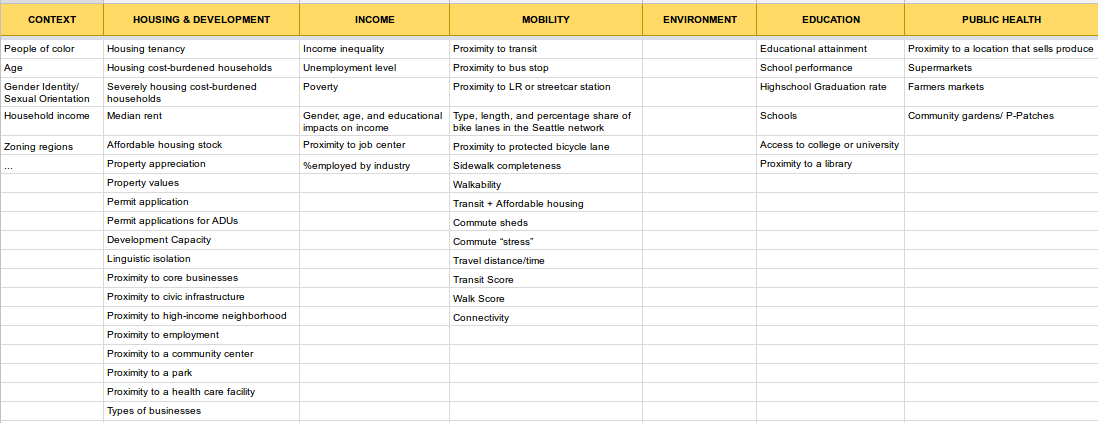 CONTEXT HOUSING & DEVELOPMENT INCOME MOBILITY ENVIRONMENT EDUCATION PUBLIC HEALTH
People of color Housing tenancy Income inequality Proximity to transit Educational attainment Proximity to a location that sells produce
Age Housing cost-burdened households Unemployment level Proximity to bus stop School performance Supermarkets
Gender Identity/ Severely housing cost-burdened Poverty Proximity to LR or streetcar station Highschool Graduation rate Farmers markets
Sexual Orientation households
Household income Median rent Gender, age, and educational Type, length, and percentage share of Schools Community gardens/ P-Patches
impacts on income bike lanes in the Seattle network
Zoning regions Affordable housing stock Proximity to job center Proximity to protected bicycle lane Access to college or university
... Property appreciation %employed by industry Sidewalk completeness Proximity to a library
Property values Walkability
Permit application Transit + Affordable housing
Permit applications for ADUs Commute sheds
Development Capacity Commute “stress”
Linguistic isolation Travel distance/time
Proximity to core businesses Transit Score
Proximity to civic infrastructure Walk Score
Proximity to high-income neighborhood Connectivity
Proximity to employment
Proximity to a community center
Proximity to a park
Proximity to a health care facility
Types of businesses